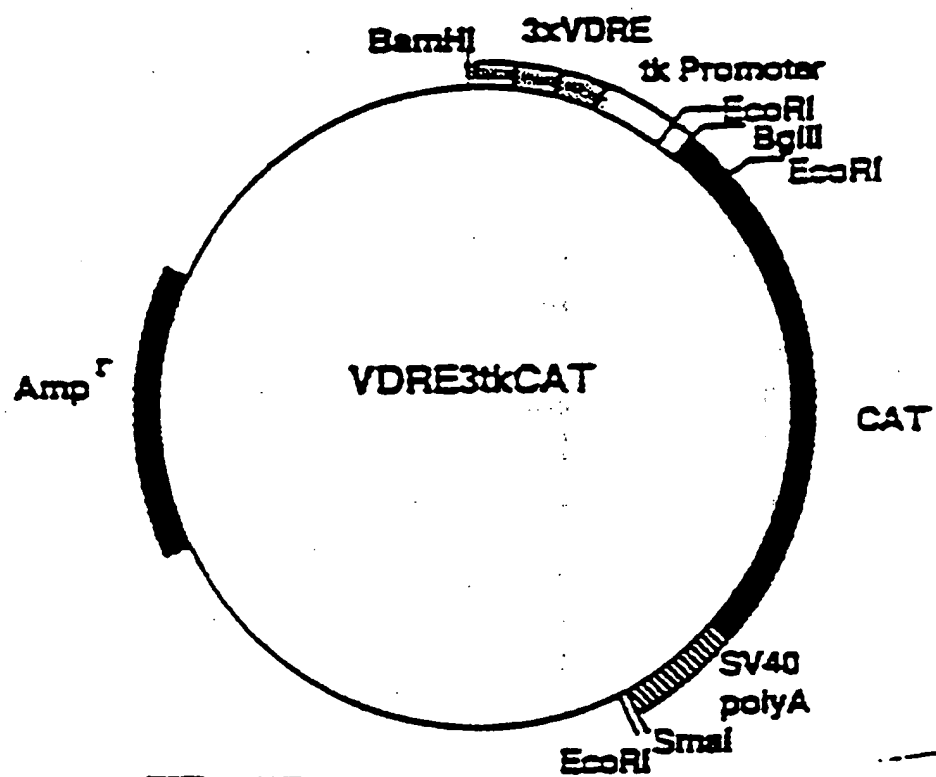 BamHI
3xVDRE
tk Promoter
EcoRI
BglII
EcoRI
Amp r
VDRE3tkCAT
CAT
SV40
polyA
SmaI
EcoRI